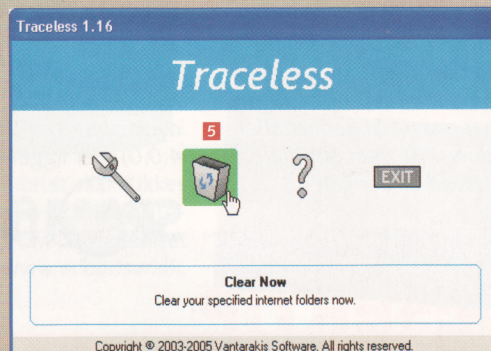 Traceless 1.16
Traceless
5
EXIT
Clear Now
Clear your specified internet folders now.
Copyright © 2003-2005 Vantarakis Software. All rights reserved.